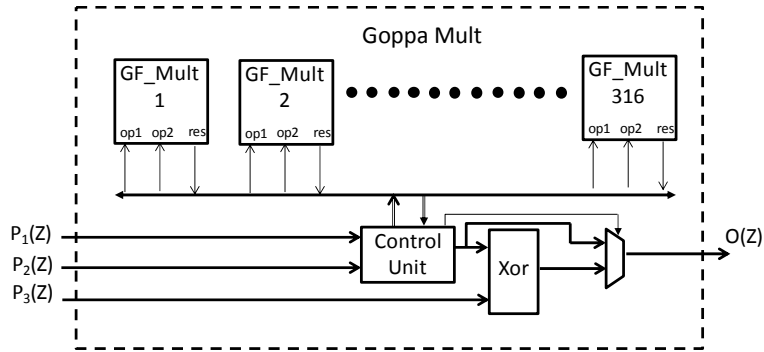 Goppa Mult
GF_Mult
1
op1 op2 res
GF_Mult
2
op1 op2 res
GF_Mult
316
op1 op2 res
P1(Z)
P2(Z)
P3(Z)
Control
Unit
Xor
O(Z)